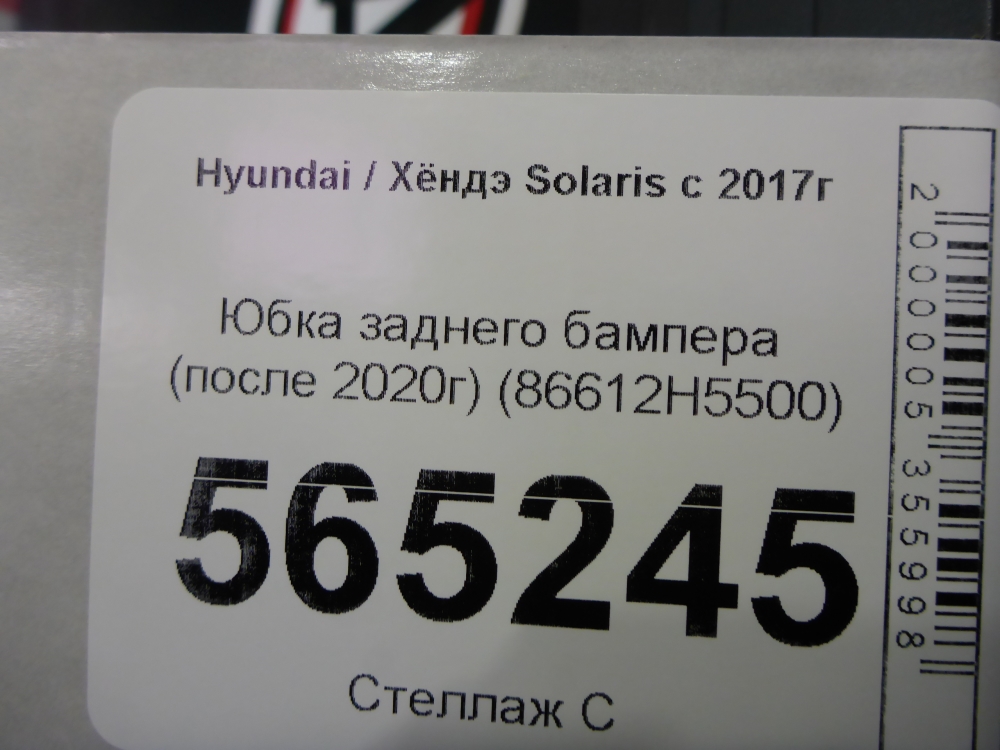 Hyundai / Хёндэ Solaris с 2017г
Юбка заднего бампера
(после 2020г) (86612H5500)
565245
Стеллаж С
2000005355998